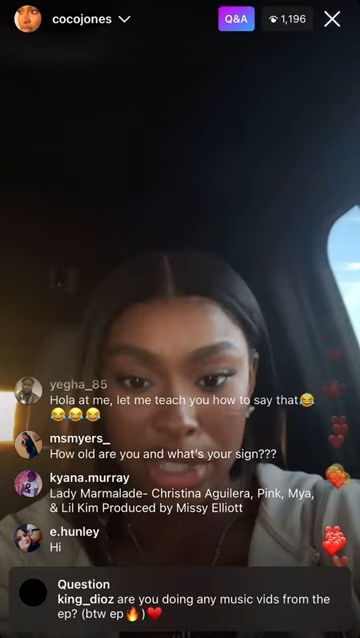 cocojones
Q&A
1,196
yegha_85
Hola at me, let me teach you how to say that😂
😂😂😂
msmyers_
How old are you and what's your sign???
kyana.murray
Lady Marmalade- Christina Aguilera, Pink, Mya,
& Lil Kim Produced by Missy Elliott
e.hunley
Hi
Question
king_dioz are you doing any music vids from the
ep? (btw ep🔥)❤️